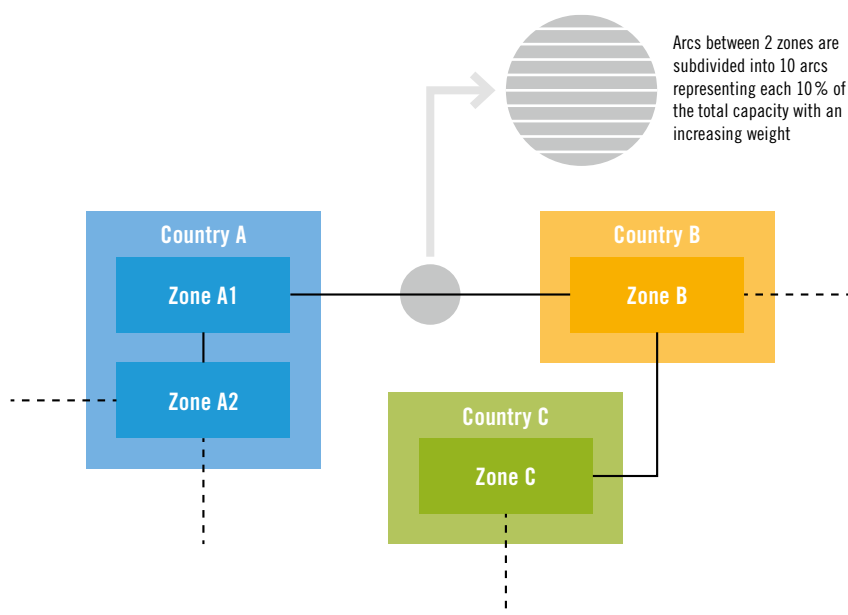 Arcs between 2 zones are
subdivided into 10 arcs
representing each 10 % of
the total capacity with an
increasing weight
Country A
Zone A1
Zone A2
Country B
Zone B
Country C
Zone C